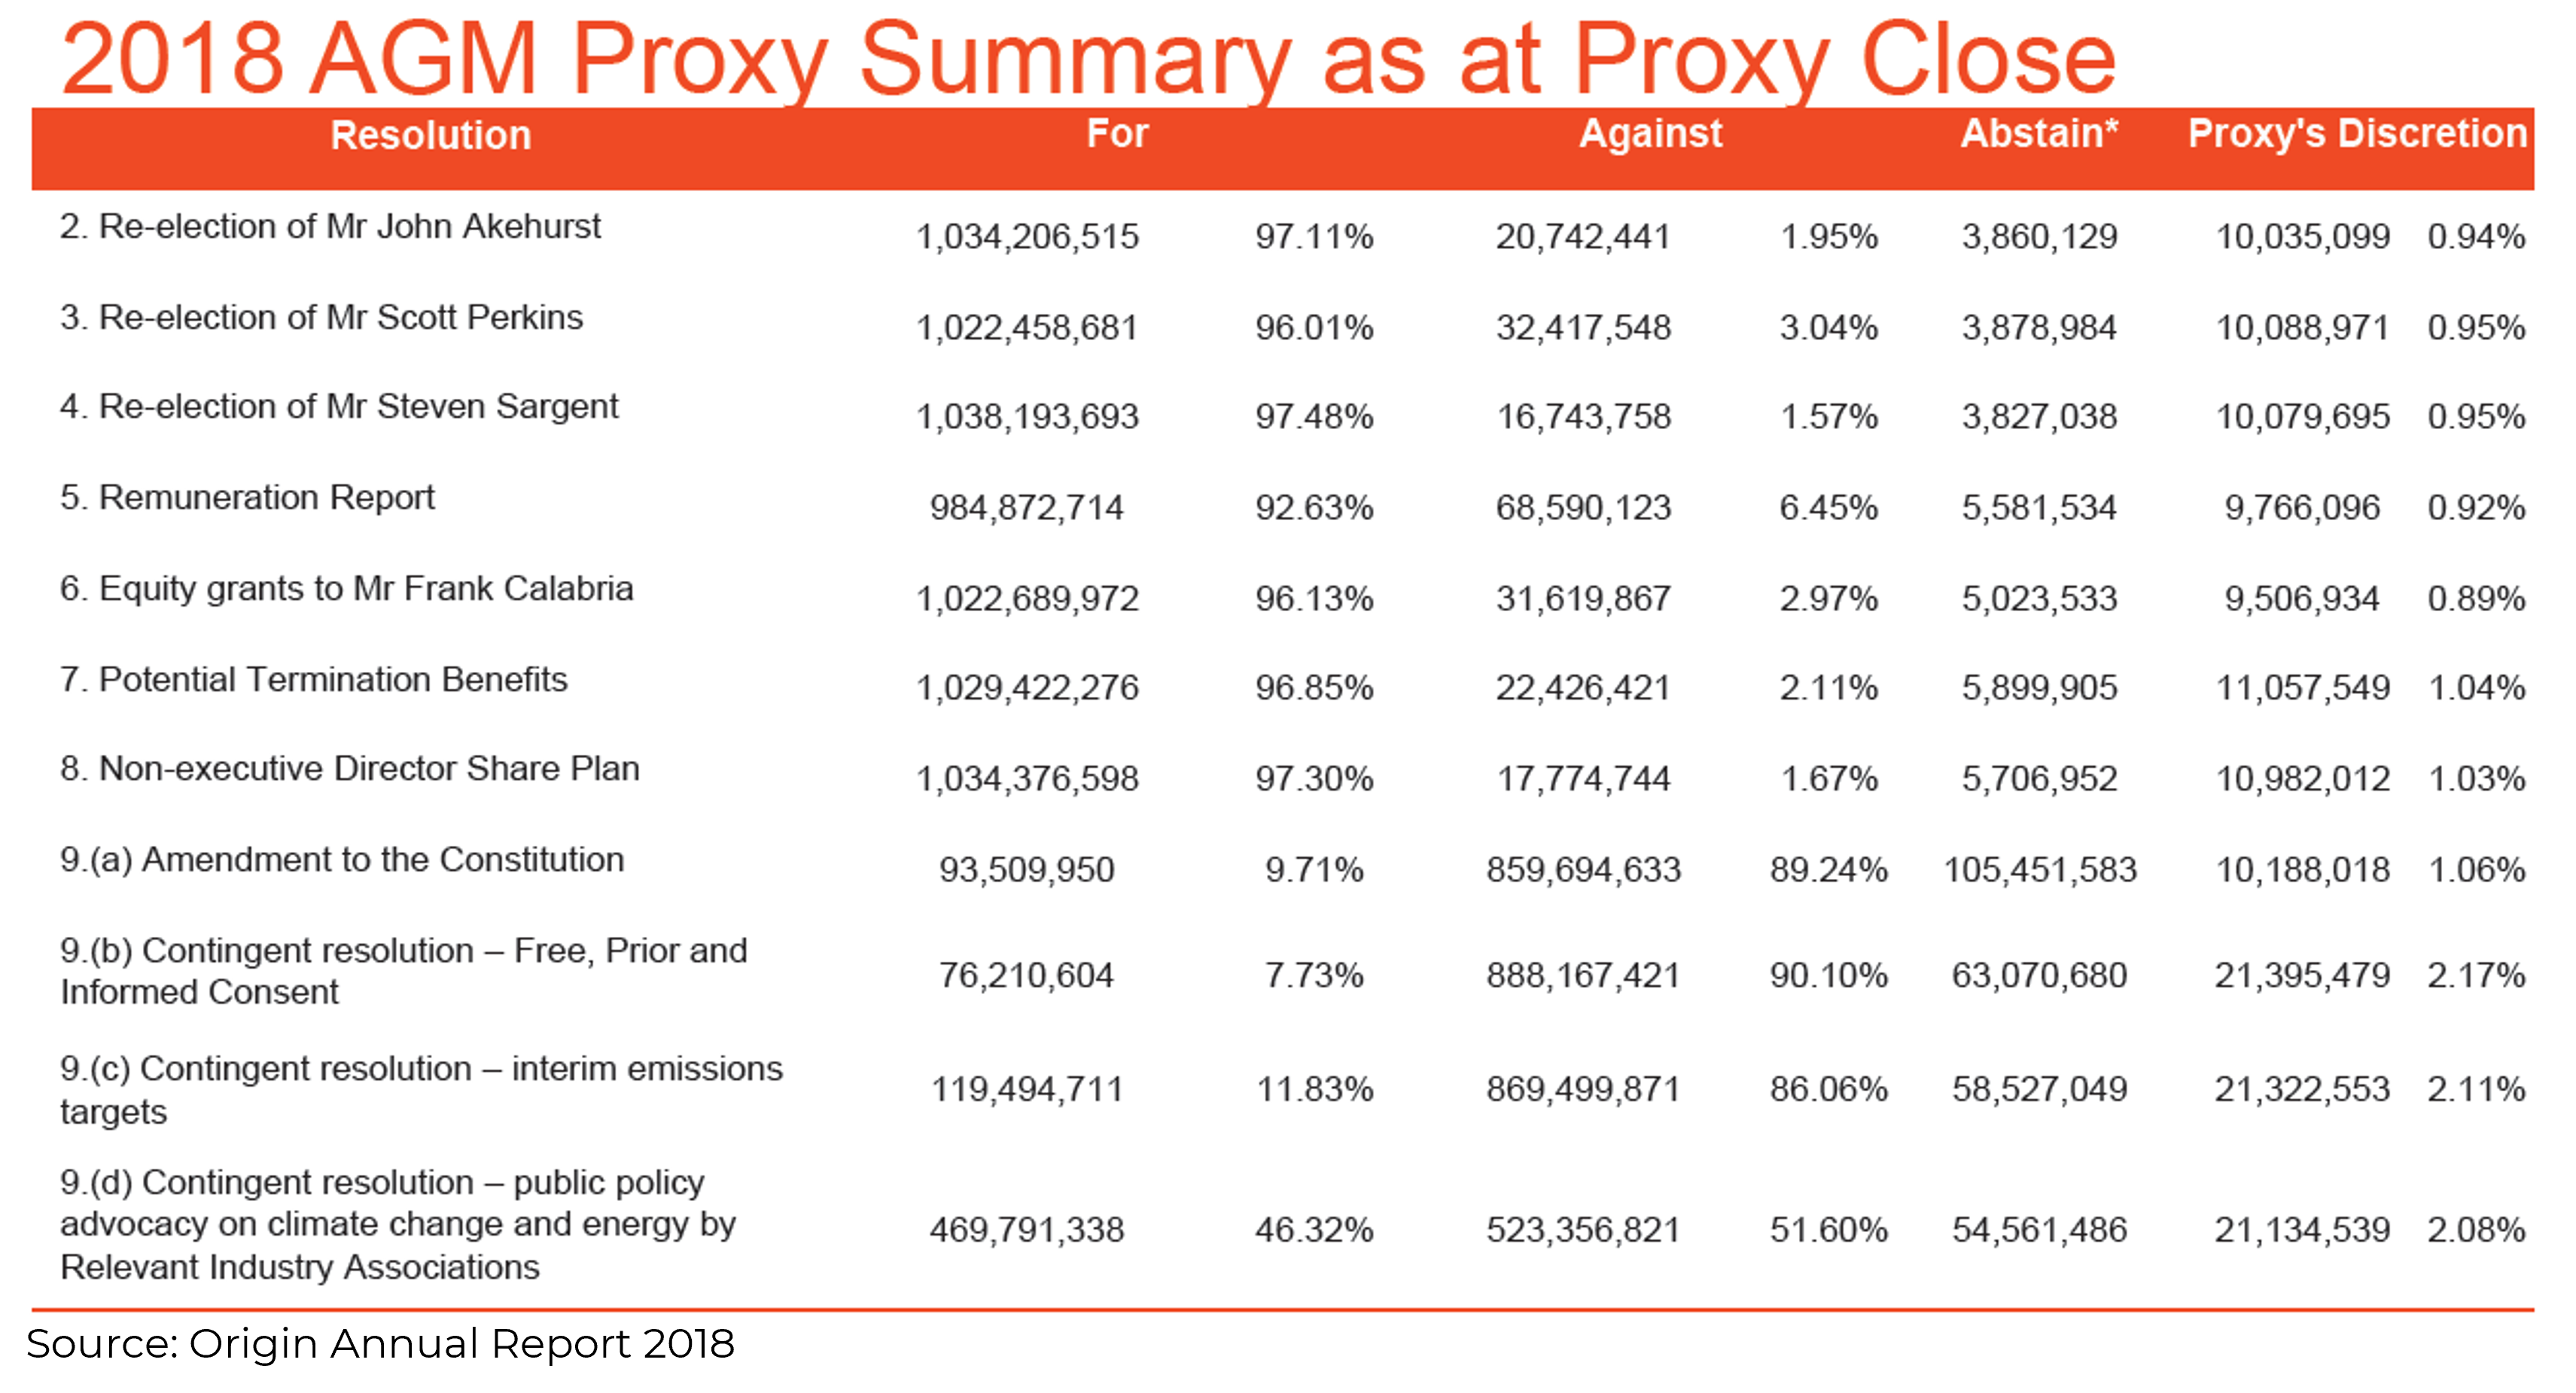 2018 AGM Proxy Summary as at Proxy Close
Resolution For Against Abstain* Proxy's Discretion
2. Re-election of Mr John Akehurst 1,034,206,515 97.11% 20,742,441 1.95% 3,860,129 10,035,099 0.94%
3. Re-election of Mr Scott Perkins 1,022,458,681 96.01% 32,417,548 3.04% 3,878,984 10,088,971 0.95%
4. Re-election of Mr Steven Sargent 1,038,193,693 97.48% 16,743,758 1.57% 3,827,038 10,079,695 0.95%
5. Remuneration Report 984,872,714 92.63% 68,590,123 6.45% 5,581,534 9,766,096 0.92%
6. Equity grants to Mr Frank Calabria 1,022,689,972 96.13% 31,619,867 2.97% 5,023,533 9,506,934 0.89%
7. Potential Termination Benefits 1,029,422,276 96.85% 22,426,421 2.11% 5,899,905 11,057,549 1.04%
8. Non-executive Director Share Plan 1,034,376,598 97.30% 17,774,744 1.67% 5,706,952 10,982,012 1.03%
9.(a) Amendment to the Constitution 93,509,950 9.71% 859,694,633 89.24% 105,451,583 10,188,018 1.06%
9.(b) Contingent resolution – Free, Prior and
Informed Consent 76,210,604 7.73% 888,167,421 90.10% 63,070,680 21,395,479 2.17%
9.(c) Contingent resolution – interim emissions
targets 119,494,711 11.83% 869,499,871 86.06% 58,527,049 21,322,553 2.11%
9.(d) Contingent resolution – public policy
advocacy on climate change and energy by 469,791,338 46.32% 523,356,821 51.60% 54,561,486 21,134,539 2.08%
Relevant Industry Associations
Source: Origin Annual Report 2018